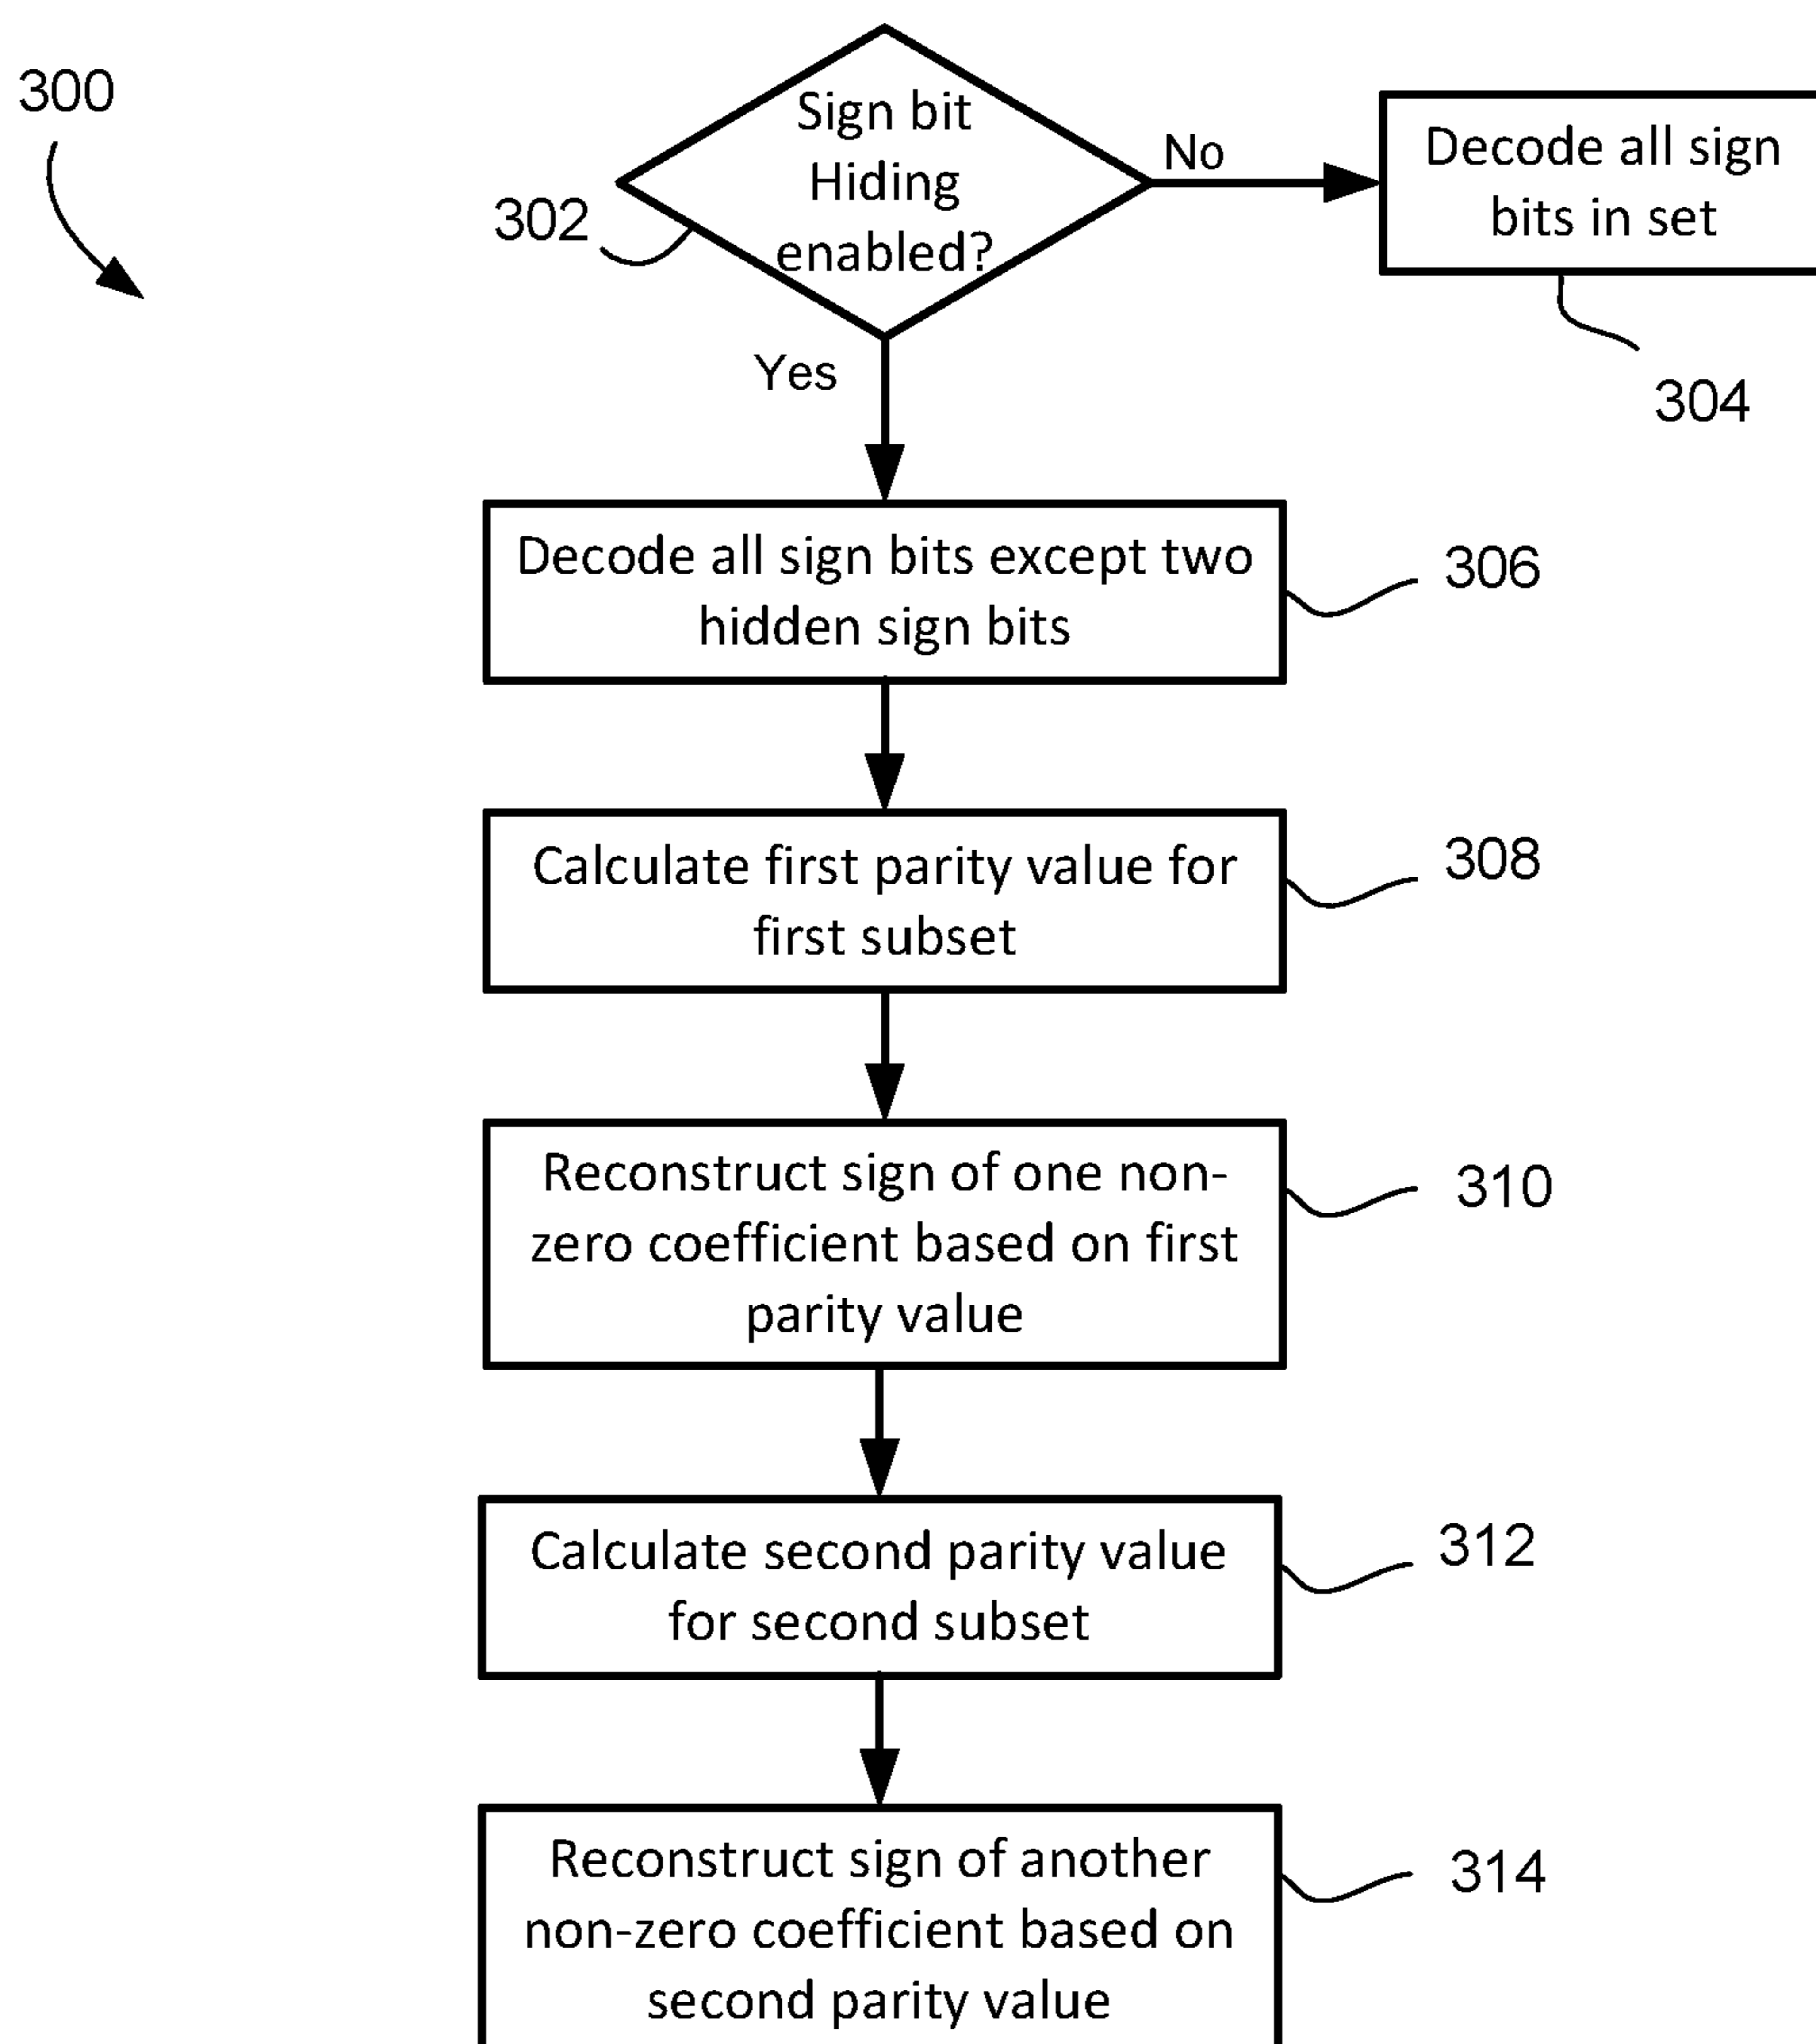 300
Sign bit
Hiding
enabled?
302
No
Decode all sign
bits in set
304
Yes
Decode all sign bits except two
hidden sign bits
306
Calculate first parity value for
first subset
308
Reconstruct sign of one non-
zero coefficient based on first
parity value
310
Calculate second parity value
for second subset
312
Reconstruct sign of another
non-zero coefficient based on
second parity value
314